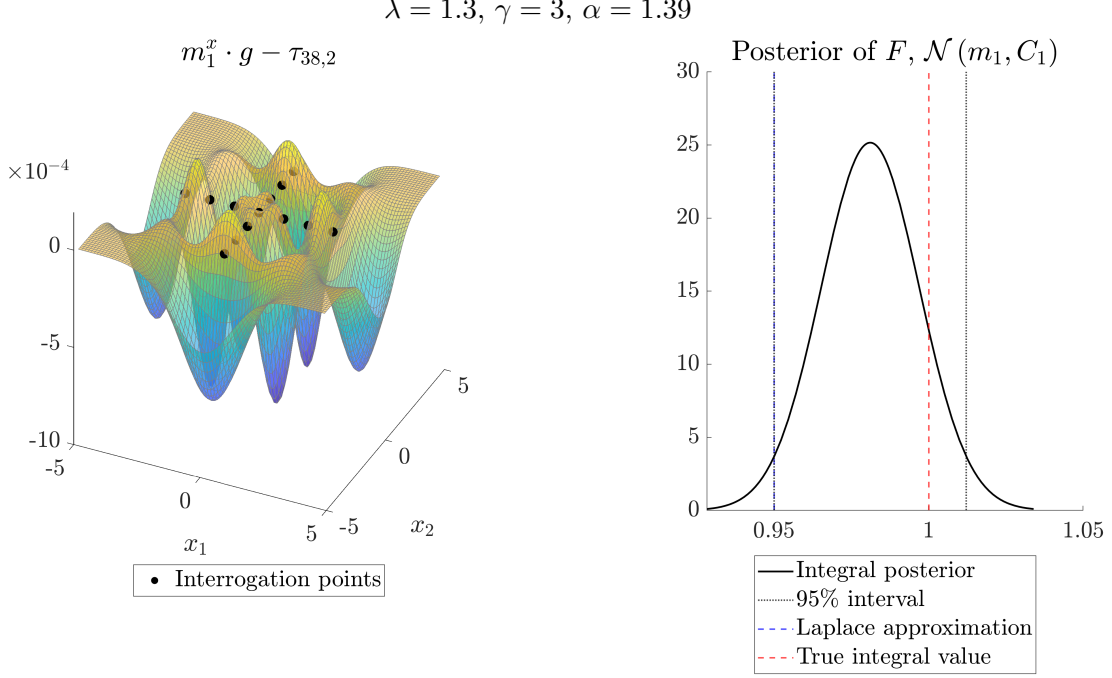 λ = 1.3, γ = 3, α = 1.39
m₁ˣ · g − τ₃₈,₂
×10⁻⁴
0
-5
-10
-5
0
5
x₁
-5
0
5
x₂
Interrogation points
Posterior of F, 𝒩 (m₁, C₁)
30
25
20
15
10
5
0
0.95
1
1.05
Integral posterior
95% interval
Laplace approximation
True integral value